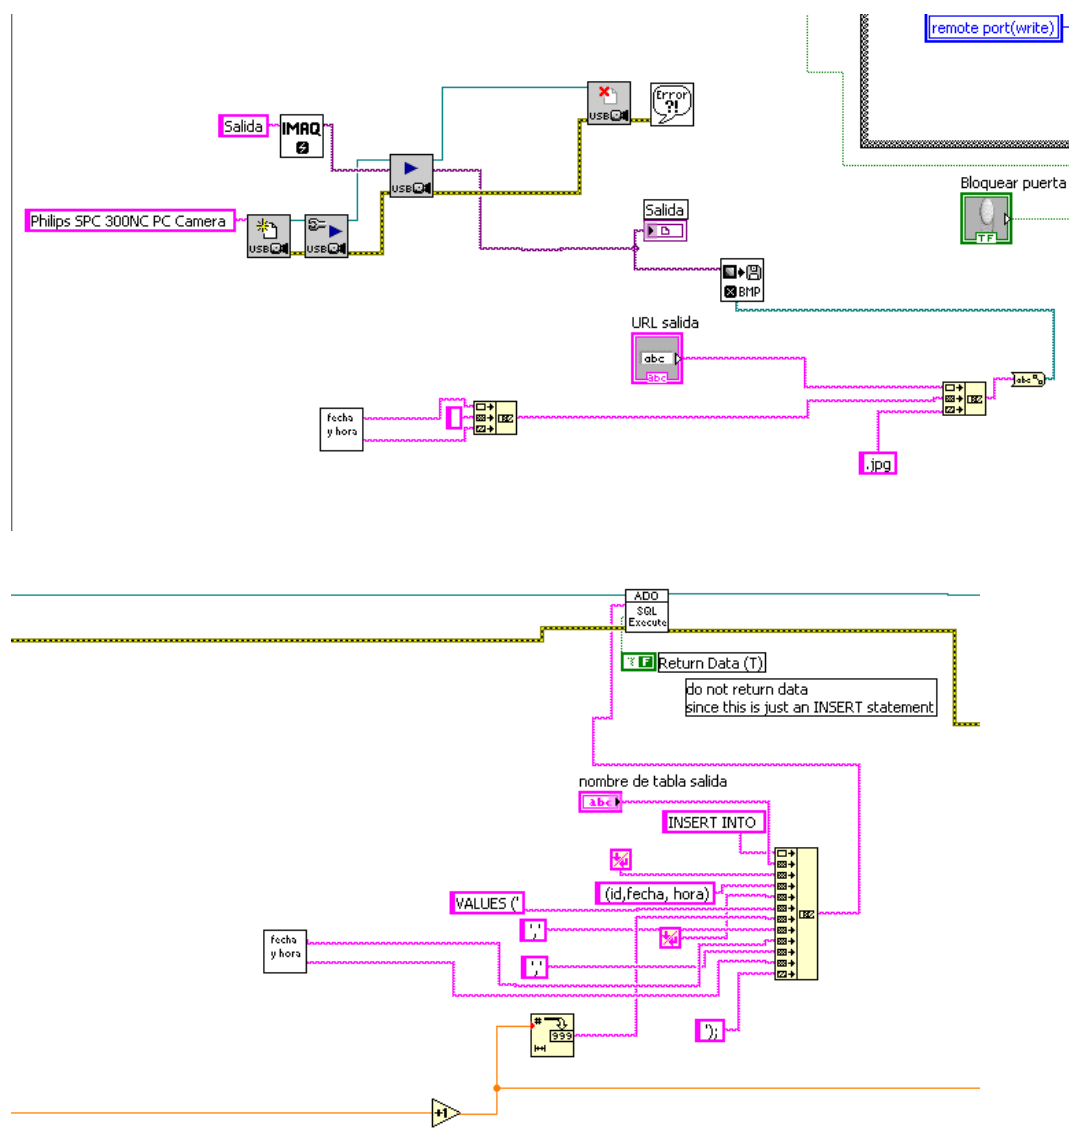 remote port(write)
Error
?!
USB
Salida
IMAQ
USB
Bloquear puerta
TF
Philips SPC 300NC PC Camera
USB
USB
Salida
BMP
URL salida
abc
abc
abc
fecha
y hora
.jpg
ADO
SQL
Execute
? F
Return Data (T)
do not return data
since this is just an INSERT statement
nombre de tabla salida
abc
INSERT INTO
(id,fecha, hora)
VALUES ('
','
fecha
y hora
','
#
999
');
+1